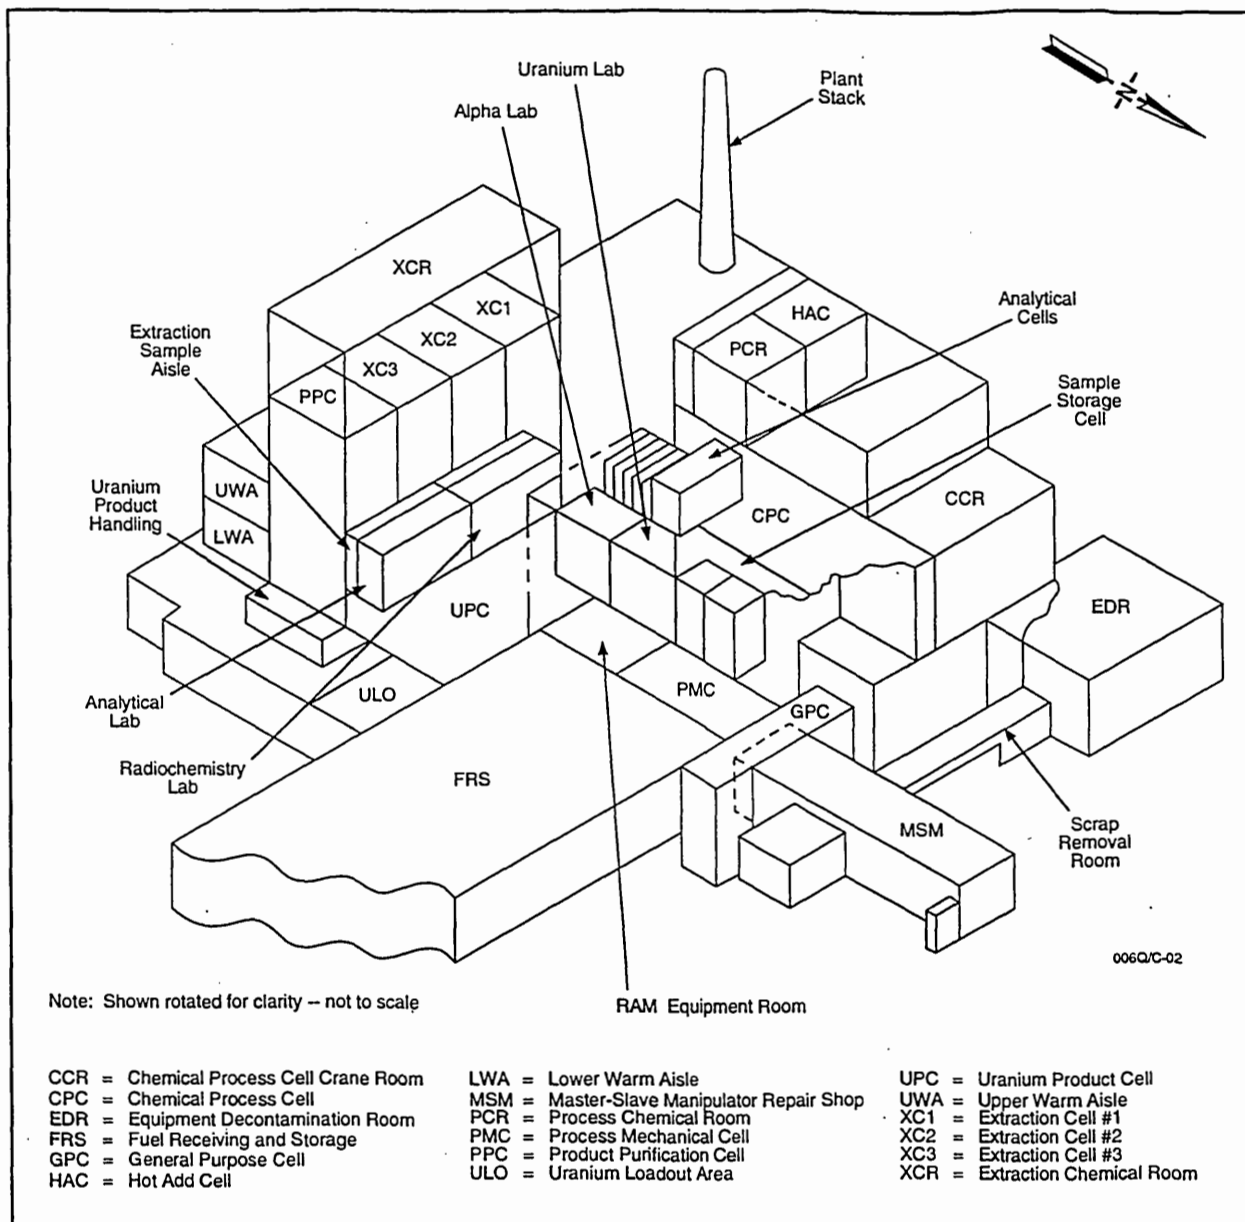 Uranium Lab
Plant
Stack
N
Alpha Lab
XCR
XC1
HAC
Analytical
Cells
Extraction
Sample
Aisle
XC2
PCR
XC3
Sample
Storage
Cell
PPC
Uranium
Product
Handling
UWA
CCR
CPC
LWA
UPC
EDR
Analytical
Lab
ULO
PMC
GPC
Radiochemistry
Lab
FRS
MSM
Scrap
Removal
Room
006Q/C-02
Note: Shown rotated for clarity -- not to scale
RAM Equipment Room
CCR = Chemical Process Cell Crane Room
CPC = Chemical Process Cell
EDR = Equipment Decontamination Room
FRS = Fuel Receiving and Storage
GPC = General Purpose Cell
HAC = Hot Add Cell
LWA = Lower Warm Aisle
MSM = Master-Slave Manipulator Repair Shop
PCR = Process Chemical Room
PMC = Process Mechanical Cell
PPC = Product Purification Cell
ULO = Uranium Loadout Area
UPC = Uranium Product Cell
UWA = Upper Warm Aisle
XC1 = Extraction Cell #1
XC2 = Extraction Cell #2
XC3 = Extraction Cell #3
XCR = Extraction Chemical Room